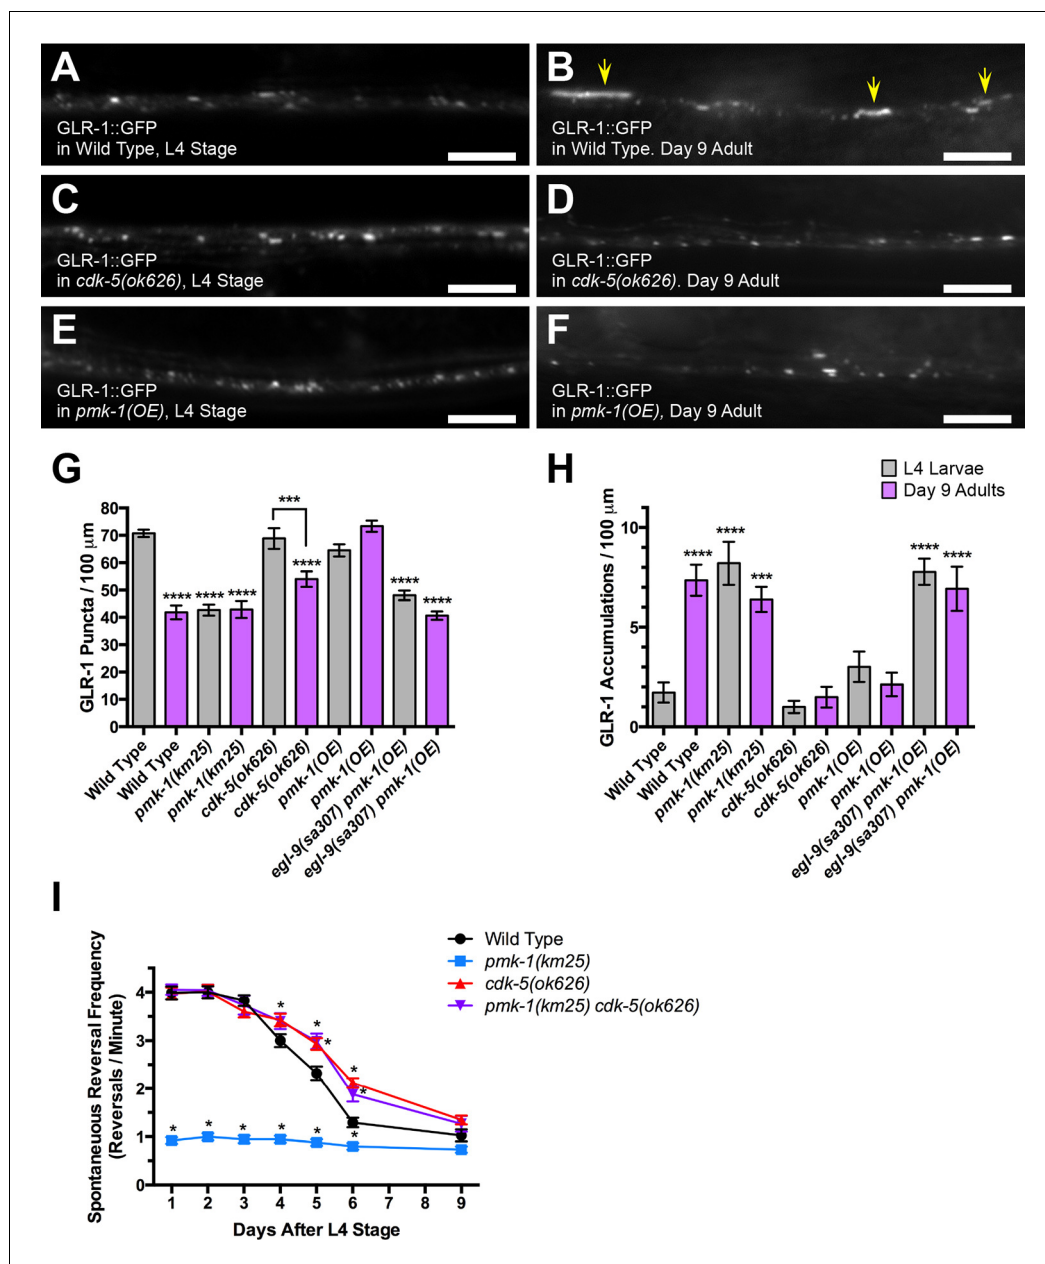 A
GLR-1::GFP
in Wild Type, L4 Stage
B
GLR-1::GFP
in Wild Type. Day 9 Adult
C
GLR-1::GFP
in cdk-5(ok626), L4 Stage
D
GLR-1::GFP
in cdk-5(ok626). Day 9 Adult
E
GLR-1::GFP
in pmk-1(OE), L4 Stage
F
GLR-1::GFP
in pmk-1(OE), Day 9 Adult
G
GLR-1 Puncta / 100 μm
80
70
60
50
40
30
20
10
0
****
****
****
***
****
****
****
Wild Type
Wild Type
pmk-1(km25)
pmk-1(km25)
cdk-5(ok626)
cdk-5(ok626)
pmk-1(OE)
pmk-1(OE)
egl-9(sa307) pmk-1(OE)
egl-9(sa307) pmk-1(OE)
H
L4 Larvae
Day 9 Adults
GLR-1 Accumulations / 100 μm
10
5
0
****
****
***
****
****
Wild Type
Wild Type
pmk-1(km25)
pmk-1(km25)
cdk-5(ok626)
cdk-5(ok626)
pmk-1(OE)
pmk-1(OE)
egl-9(sa307) pmk-1(OE)
egl-9(sa307) pmk-1(OE)
I
Wild Type
pmk-1(km25)
cdk-5(ok626)
pmk-1(km25) cdk-5(ok626)
Spontaneuous Reversal Frequency
(Reversals / Minute)
4
3
2
1
0
*
*
*
*
*
*
*
*
*
*
*
1 2 3 4 5 6 7 8 9
Days After L4 Stage